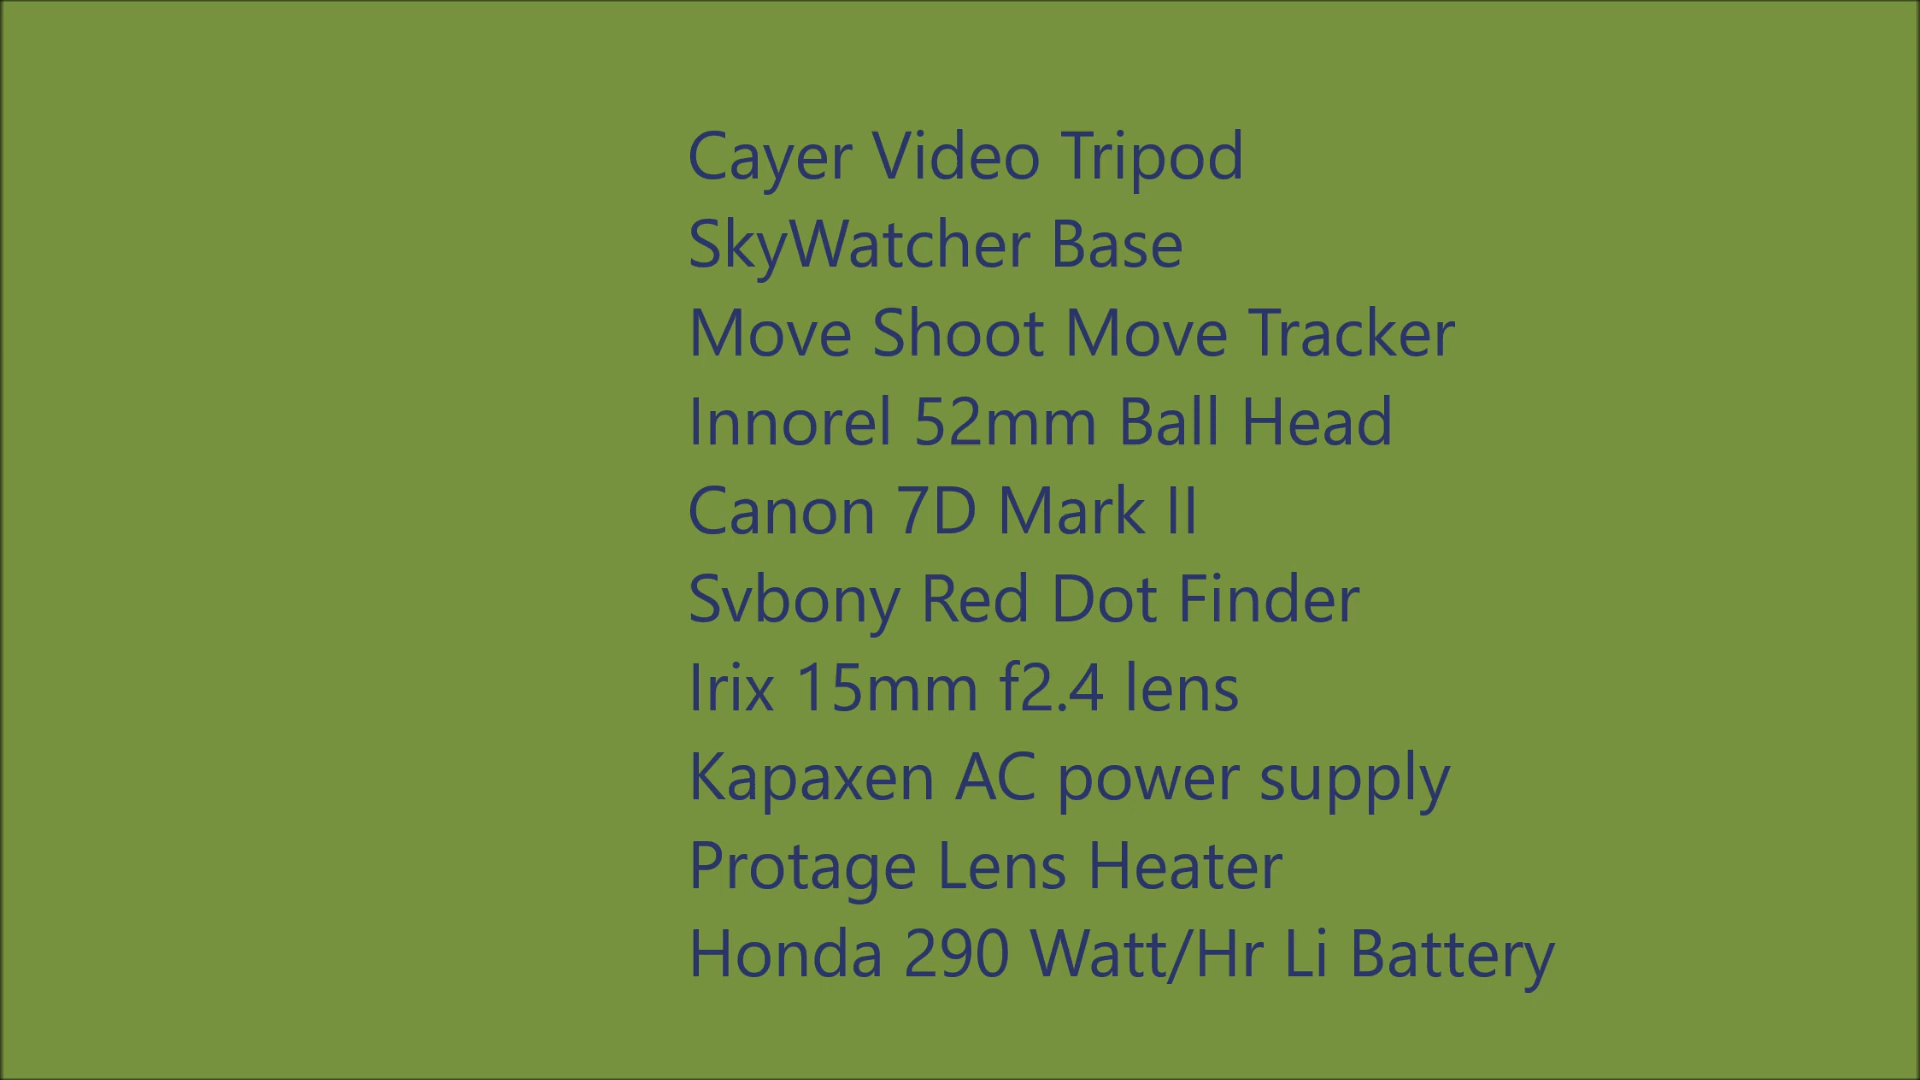 Cayer Video Tripod
SkyWatcher Base
Move Shoot Move Tracker
Innorel 52mm Ball Head
Canon 7D Mark II
Svbony Red Dot Finder
Irix 15mm f2.4 lens
Kapaxen AC power supply
Protage Lens Heater
Honda 290 Watt/Hr Li Battery